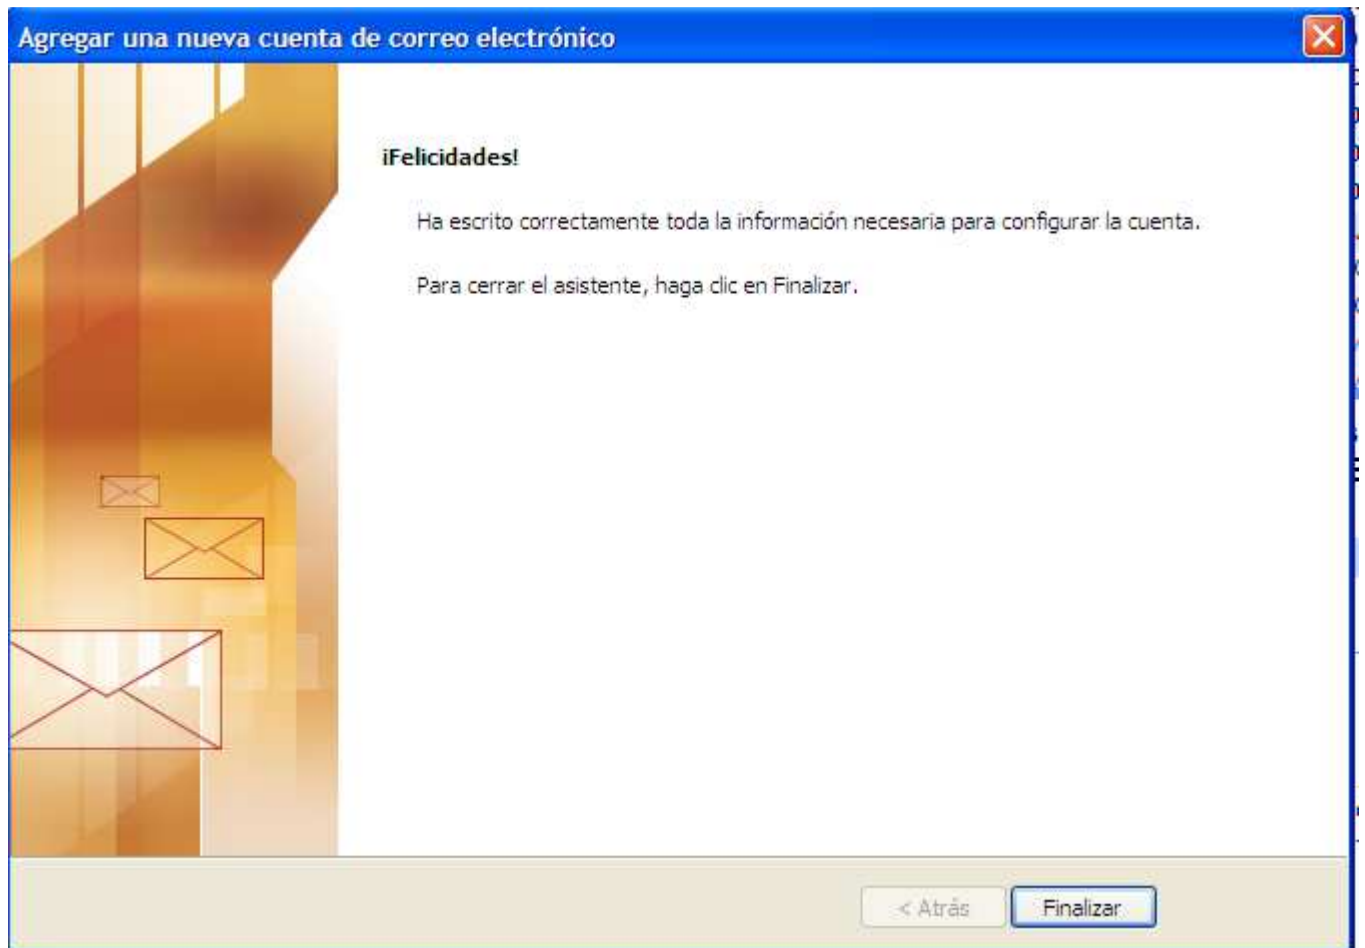 Agregar una nueva cuenta de correo electrónico
¡Felicidades!
Ha escrito correctamente toda la información necesaria para configurar la cuenta.
Para cerrar el asistente, haga clic en Finalizar.
< Atrás
Finalizar